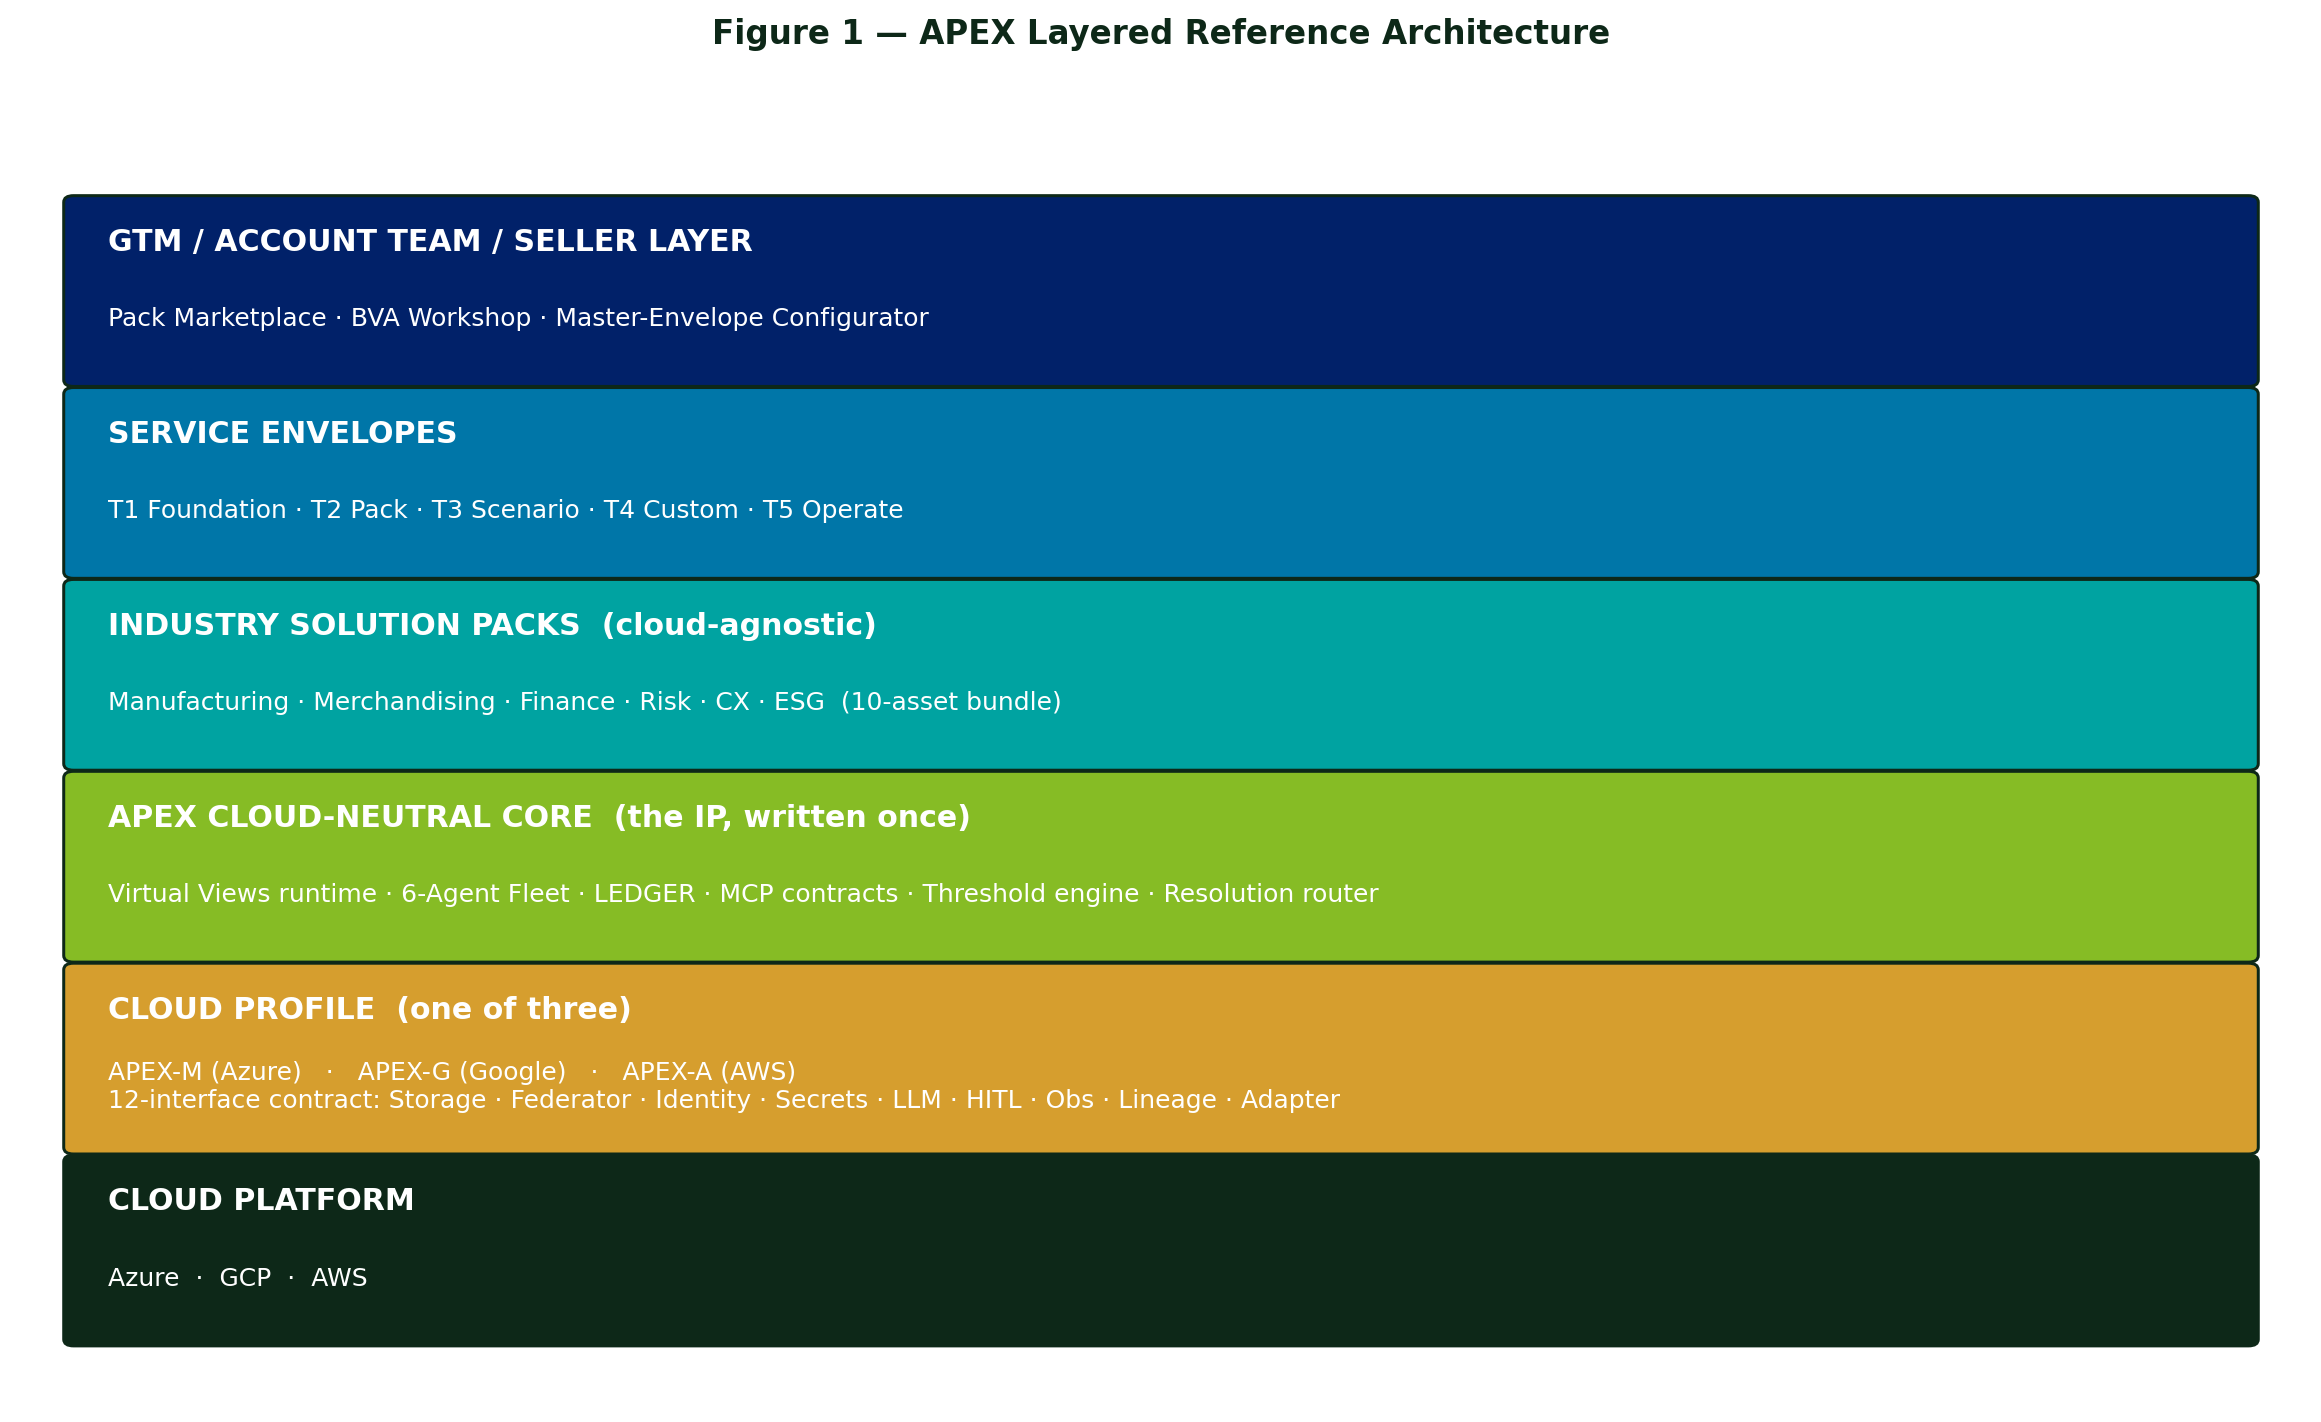 Figure 1 — APEX Layered Reference Architecture
GTM / ACCOUNT TEAM / SELLER LAYER
Pack Marketplace · BVA Workshop · Master-Envelope Configurator
SERVICE ENVELOPES
T1 Foundation · T2 Pack · T3 Scenario · T4 Custom · T5 Operate
INDUSTRY SOLUTION PACKS  (cloud-agnostic)
Manufacturing · Merchandising · Finance · Risk · CX · ESG  (10-asset bundle)
APEX CLOUD-NEUTRAL CORE  (the IP, written once)
Virtual Views runtime · 6-Agent Fleet · LEDGER · MCP contracts · Threshold engine · Resolution router
CLOUD PROFILE  (one of three)
APEX-M (Azure)   ·   APEX-G (Google)   ·   APEX-A (AWS)
12-interface contract: Storage · Federator · Identity · Secrets · LLM · HITL · Obs · Lineage · Adapter
CLOUD PLATFORM
Azure  ·  GCP  ·  AWS